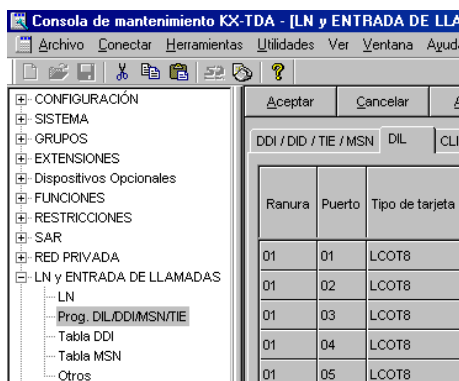 Consola de mantenimiento KX-TDA - [LN y ENTRADA DE LLA
Archivo Conectar Herramientas Utilidades Ver Ventana Ayud
CONFIGURACIÓN
SISTEMA
GRUPOS
EXTENSIONES
Dispositivos Opcionales
FUNCIONES
RESTRICCIONES
SAR
RED PRIVADA
LN y ENTRADA DE LLAMADAS
LN
Prog. DIL/DDI/MSN/TIE
Tabla DDI
Tabla MSN
Otros
Aceptar Cancelar A
DDI / DID / TIE / MSN DIL CLI
Ranura Puerto Tipo de tarjeta
01 01 LCOT8
01 02 LCOT8
01 03 LCOT8
01 04 LCOT8
01 05 LCOT8